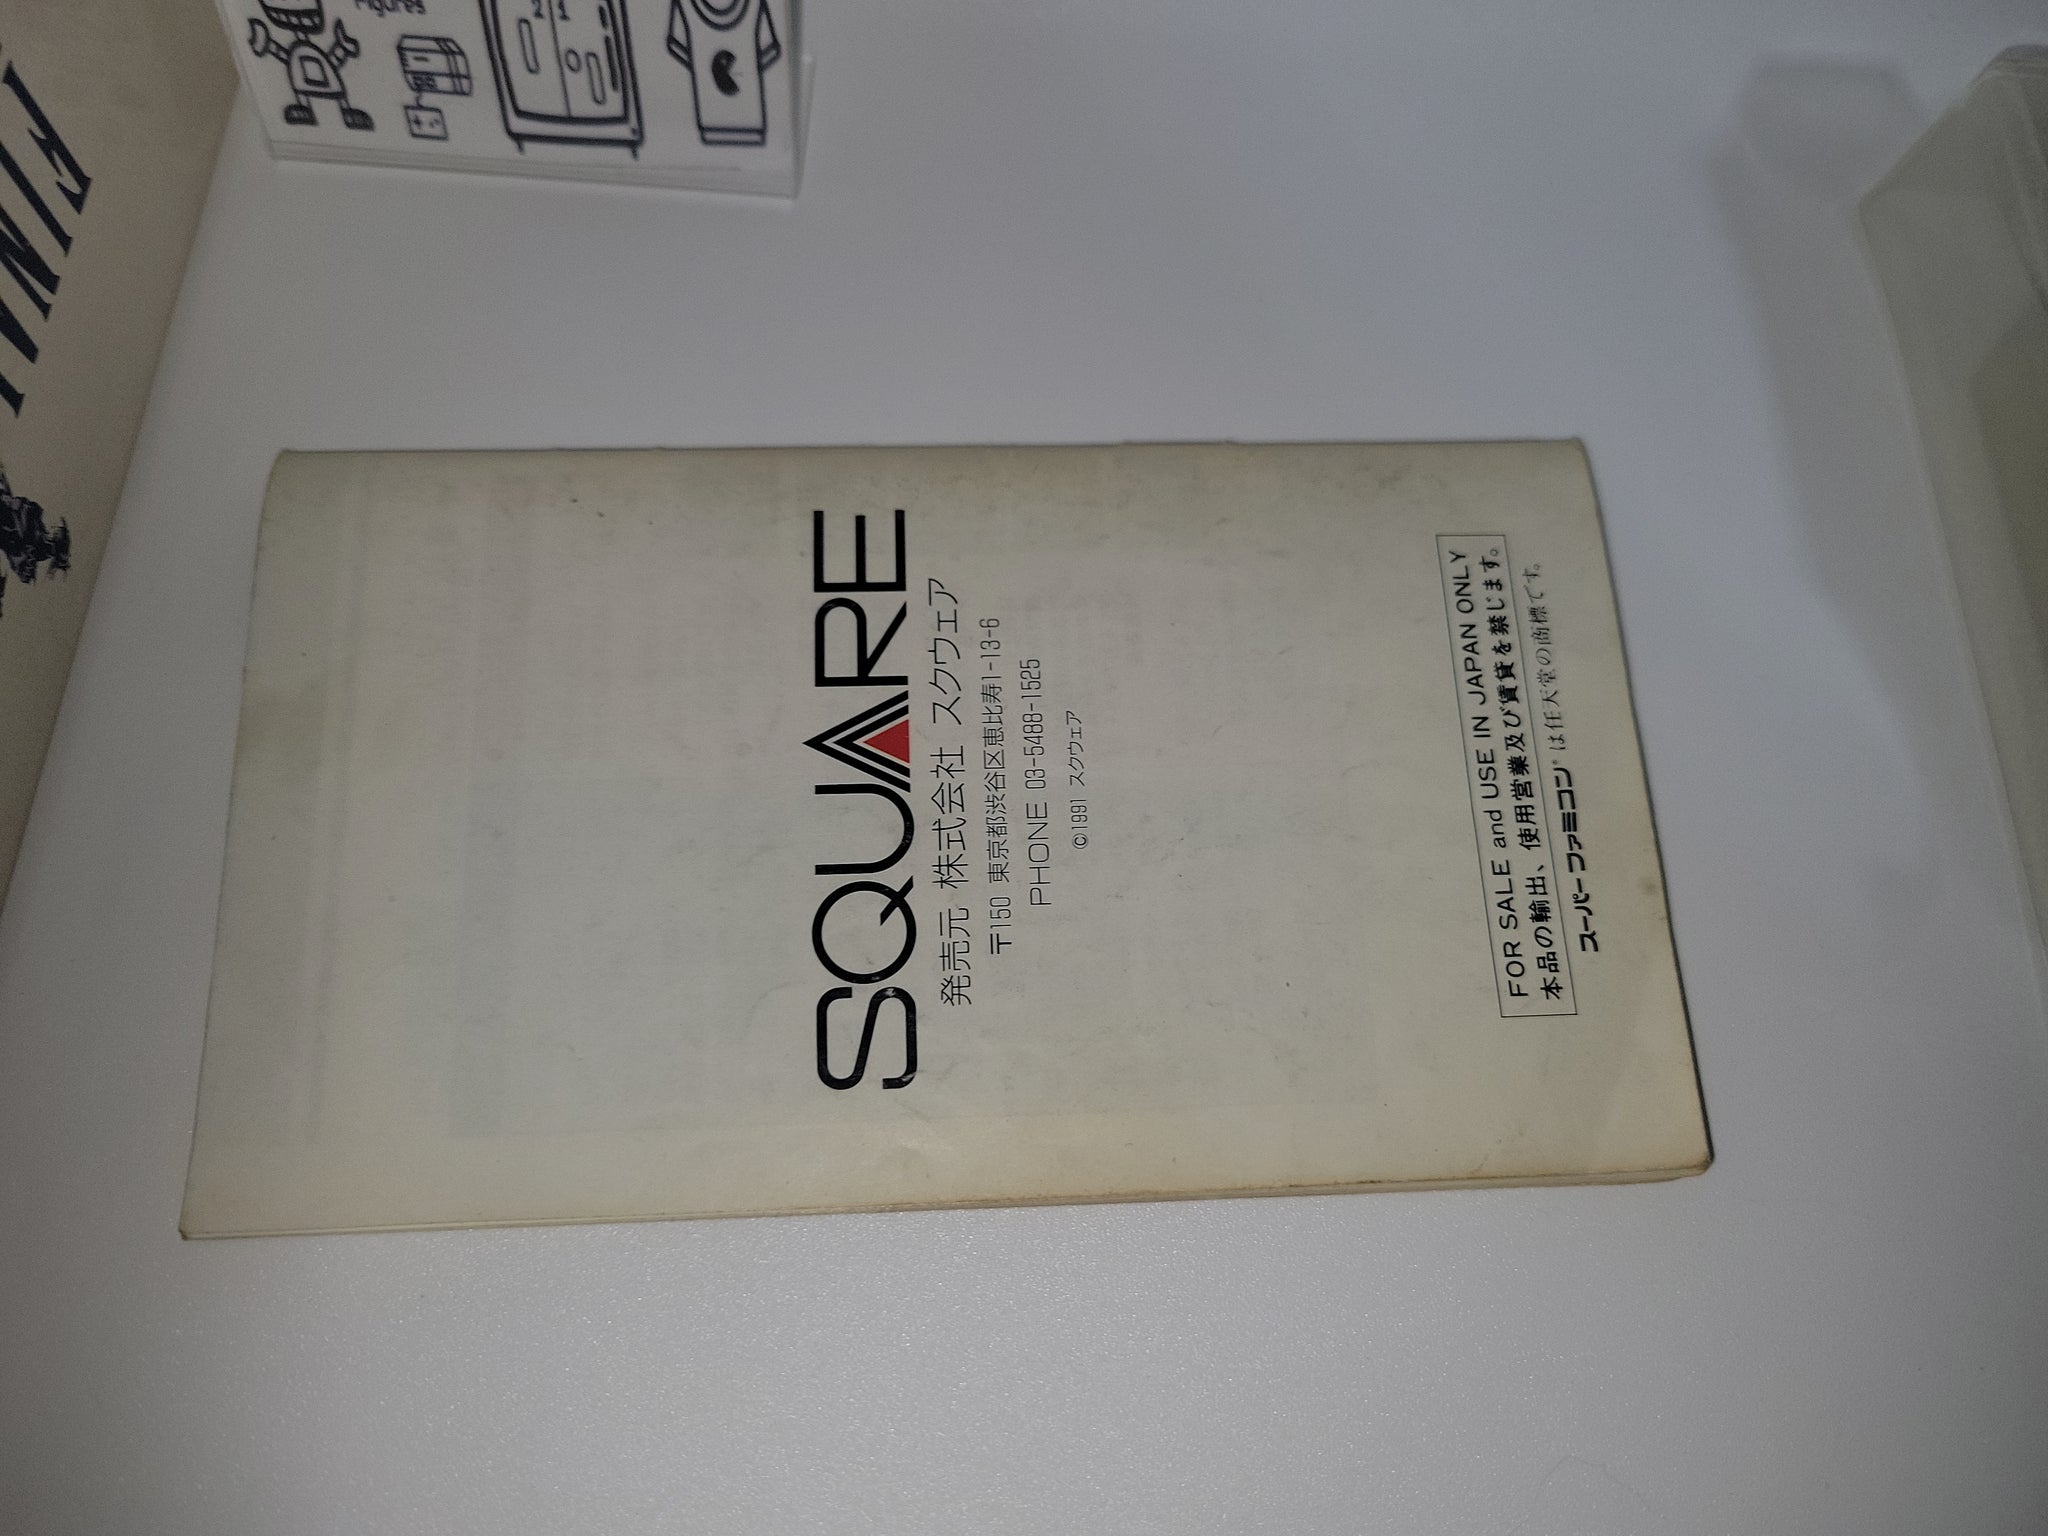 FINAL
Figures
SQUARE
発売元 株式会社 スクウェア
〒150 東京都渋谷区恵比寿1-13-6
PHONE 03-5488-1525
©1991 スクウェア
FOR SALE and USE IN JAPAN ONLY
本品の輸出、使用営業及び賃貸を禁じます。
スーパーファミコン® は任天堂の商標です。